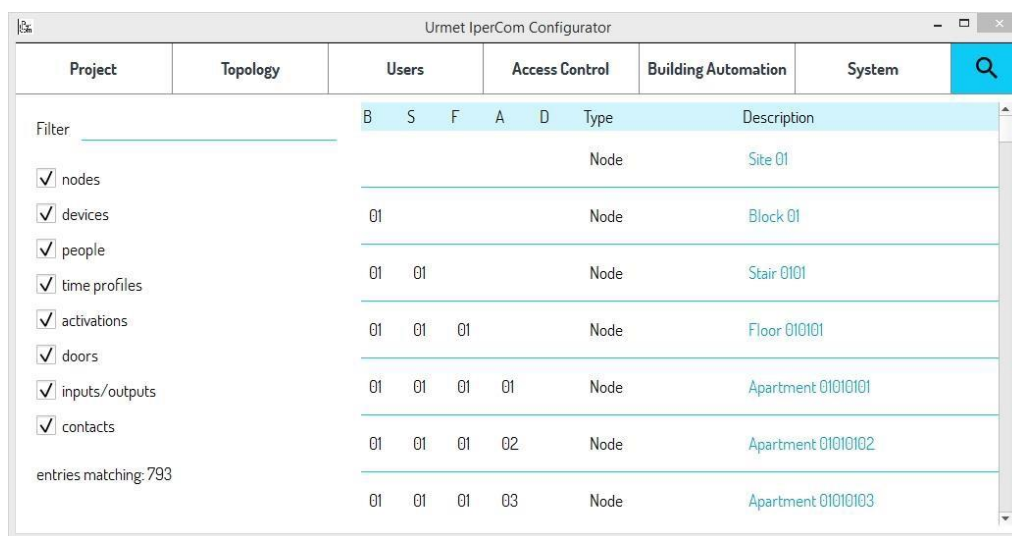 Urmet IperCom Configurator
Project Topology Users Access Control Building Automation System
Filter
nodes
devices
people
time profiles
activations
doors
inputs/outputs
contacts
entries matching: 793
B S F A D Type Description
Node Site 01
01 Node Block 01
01 01 Node Stair 0101
01 01 01 Node Floor 010101
01 01 01 01 Node Apartment 01010101
01 01 01 02 Node Apartment 01010102
01 01 01 03 Node Apartment 01010103